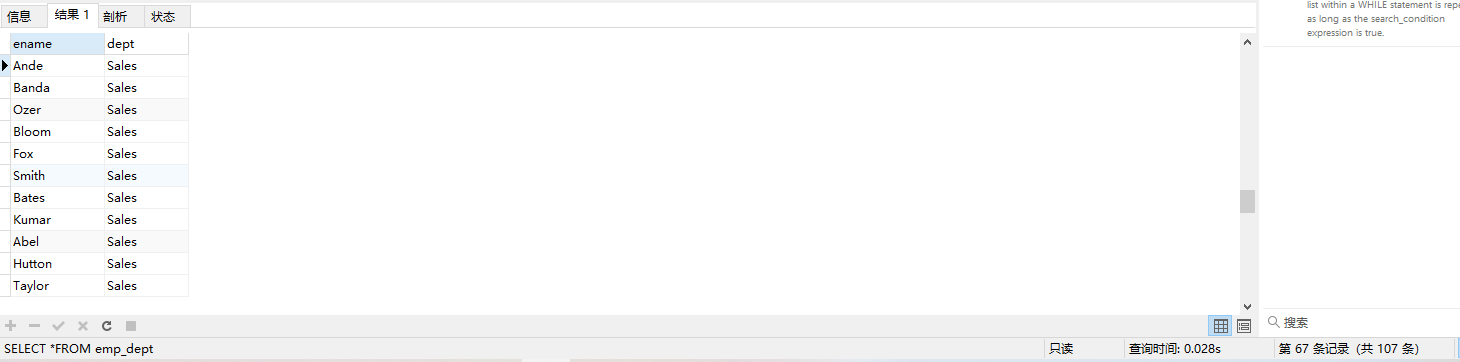 list within a WHILE statement is repe
as long as the search_condition
expression is true.
信息 结果 1 剖析 状态
ename dept
Ande Sales
Banda Sales
Ozer Sales
Bloom Sales
Fox Sales
Smith Sales
Bates Sales
Kumar Sales
Abel Sales
Hutton Sales
Taylor Sales
搜索
SELECT *FROM emp_dept 只读 查询时间: 0.028s 第 67 条记录（共 107 条）